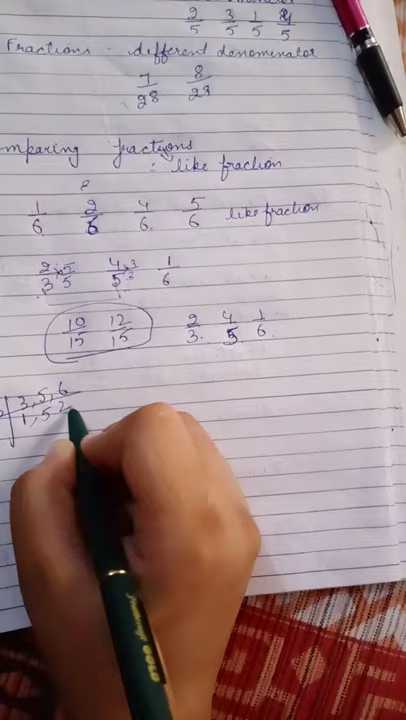 2/5 3/5 1/5 4/5
Fractions - different denominator
7/28 8/28
mparing fractions
: like fraction
1/6 2/6 4/6 5/6 like fraction
2×5/3×5 4×3/5×3 1/6
10/15 12/15 2/3 4/5 1/6
3,5,6
1,5 2
GOLD